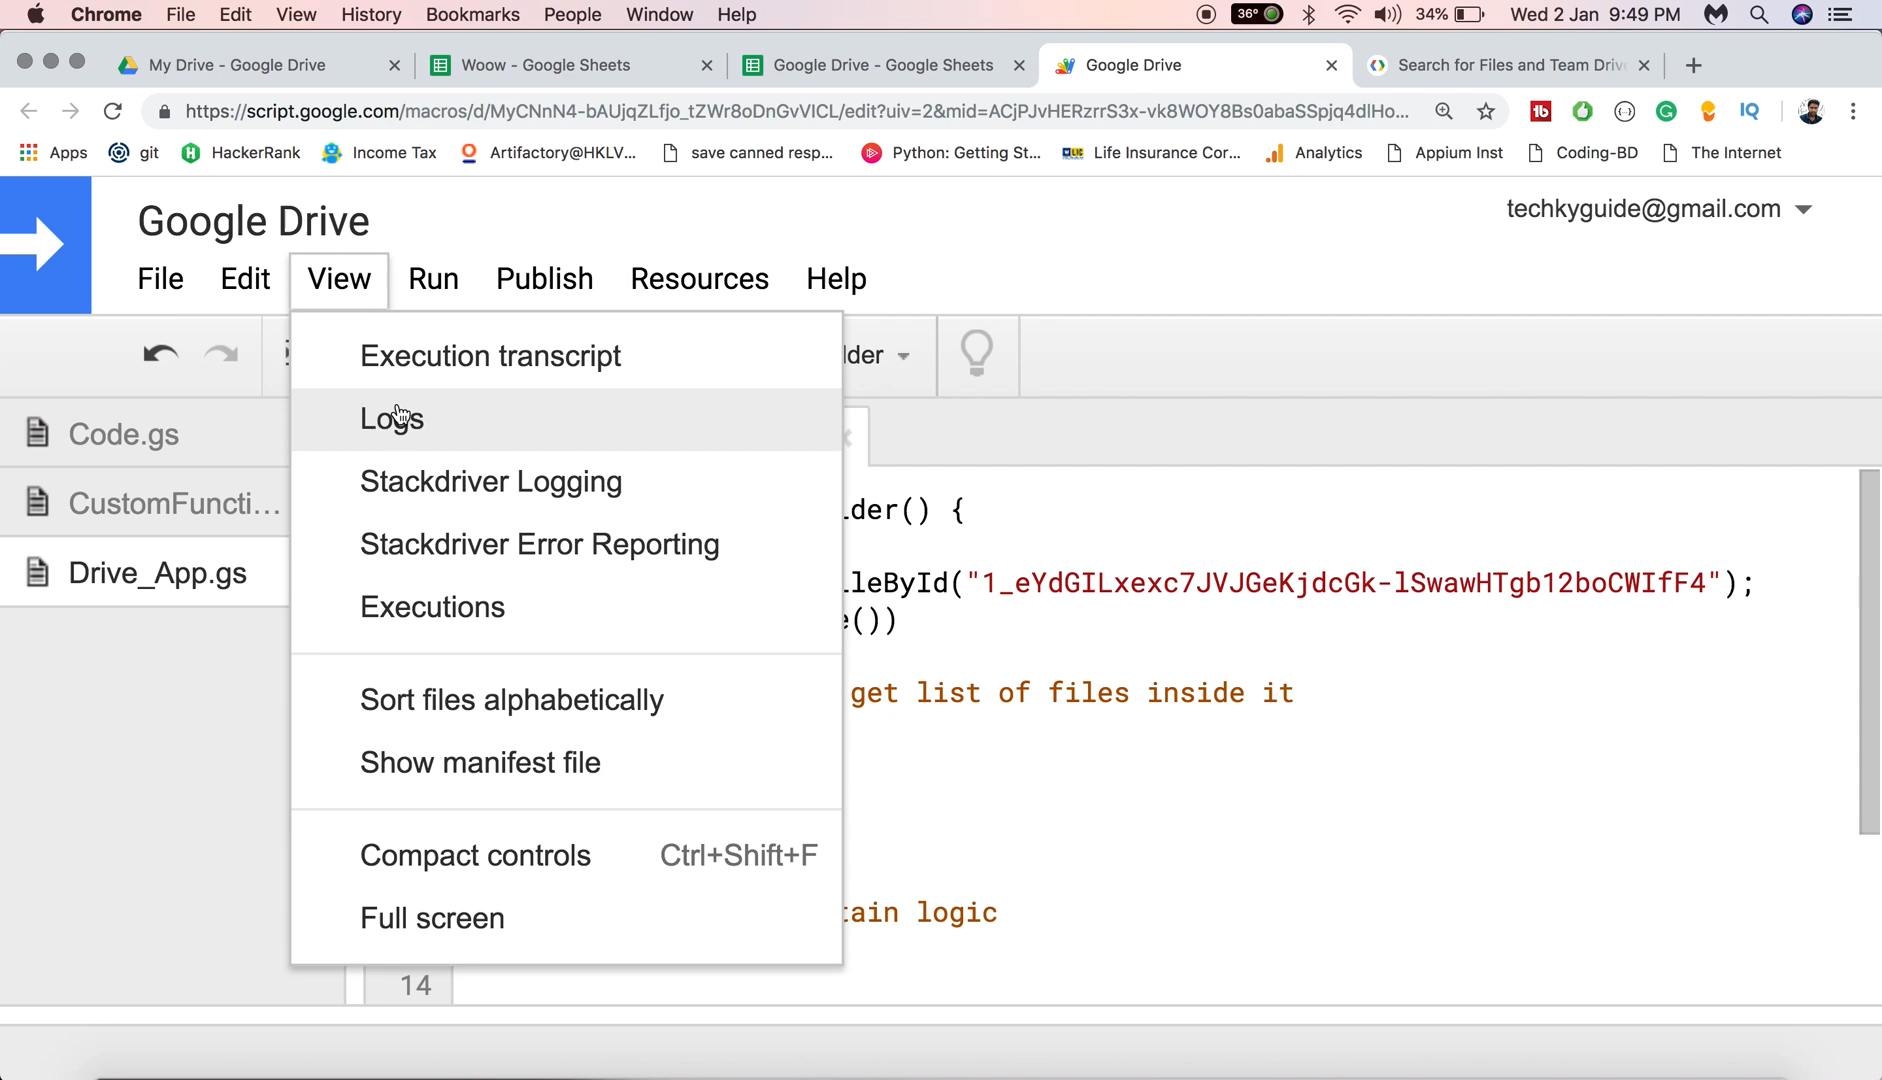 Chrome File Edit View History Bookmarks People Window Help 36° 34% Wed 2 Jan 9:49 PM
My Drive - Google Drive Woow - Google Sheets Google Drive - Google Sheets Google Drive Search for Files and Team Driv
https://script.google.com/macros/d/MyCNnN4-bAUjqZLfjo_tZWr8oDnGvVICL/edit?uiv=2&mid=ACjPJvHERzrrS3x-vk8WOY8Bs0abaSSpjq4dlHo... IQ
Apps git HackerRank Income Tax Artifactory@HKLV... save canned resp... Python: Getting St... Life Insurance Cor... Analytics Appium Inst Coding-BD The Internet
Google Drive
techkyguide@gmail.com
File Edit View Run Publish Resources Help
Execution transcript
lder
Logs
Code.gs
Stackdriver Logging
CustomFuncti...
lder() {
Stackdriver Error Reporting
Drive_App.gs
leById("1_eYdGILxexc7JVJGeKjdcGk-lSwawHTgb12boCWIfF4");
Executions
e())
Sort files alphabetically
get list of files inside it
Show manifest file
Compact controls Ctrl+Shift+F
Full screen
tain logic
14